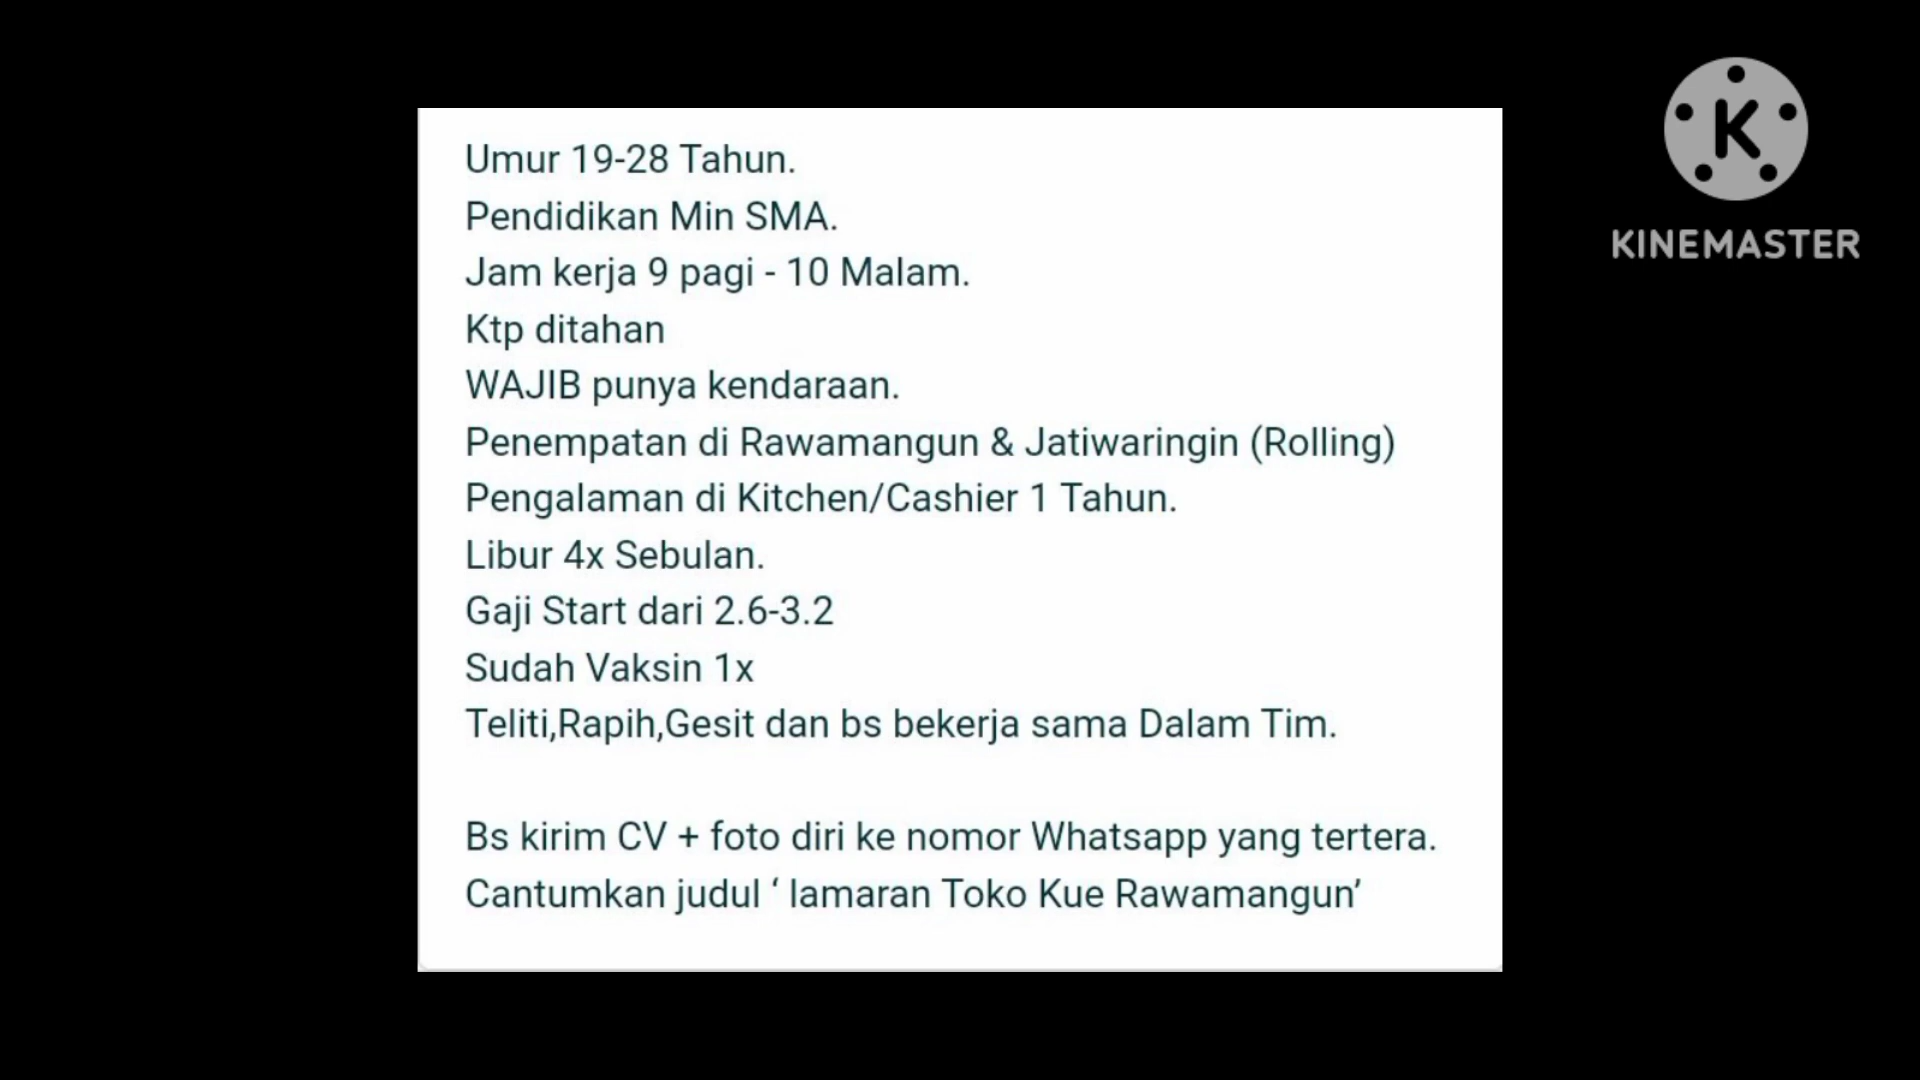 Umur 19-28 Tahun.
Pendidikan Min SMA.
Jam kerja 9 pagi - 10 Malam.
Ktp ditahan
WAJIB punya kendaraan.
Penempatan di Rawamangun & Jatiwaringin (Rolling)
Pengalaman di Kitchen/Cashier 1 Tahun.
Libur 4x Sebulan.
Gaji Start dari 2.6-3.2
Sudah Vaksin 1x
Teliti,Rapih,Gesit dan bs bekerja sama Dalam Tim.
Bs kirim CV + foto diri ke nomor Whatsapp yang tertera.
Cantumkan judul ‘ lamaran Toko Kue Rawamangun’
K
KINEMASTER